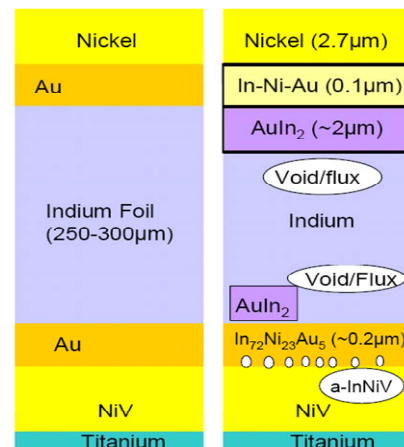 Nickel
Au
Indium Foil
(250-300μm)
Au
NiV
Titanium
Nickel (2.7μm)
In-Ni-Au (0.1μm)
AuIn₂ (~2μm)
Void/flux
Indium
Void/Flux
AuIn₂
In₇₂Ni₂₃Au₅ (~0.2μm)
a-InNiV
NiV
Titanium